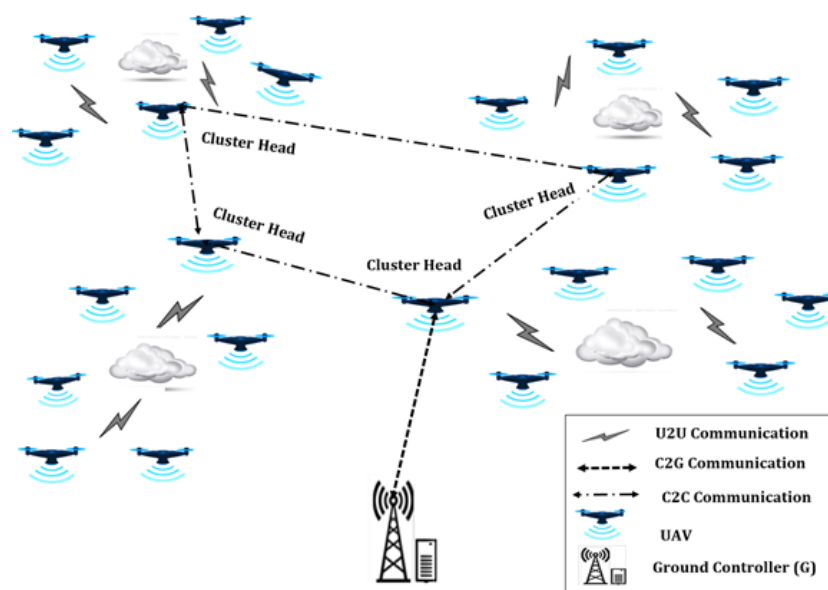 Cluster Head
Cluster Head
Cluster Head
Cluster Head
U2U Communication
C2G Communication
C2C Communication
UAV
Ground Controller (G)